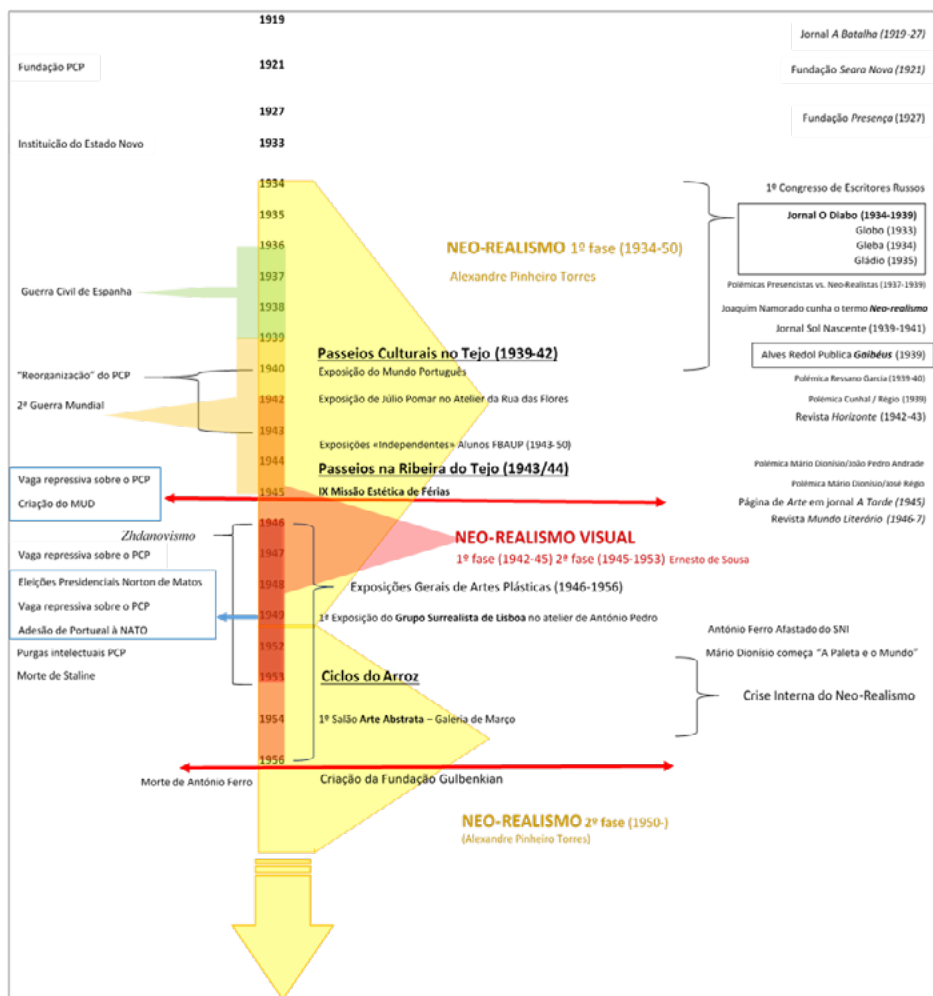 1919
Jornal A Batalha (1919-27)
Fundação PCP
1921
Fundação Seara Nova (1921)
1927
Fundação Presença (1927)
Instituição do Estado Novo
1933
1934
1º Congresso de Escritores Russos
1935
Jornal O Diabo (1934-1939)
Globo (1933)
Gleba (1934)
Gládio (1935)
1936
NEO-REALISMO 1º fase (1934-50)
Alexandre Pinheiro Torres
1937
Polémicas Presencistas vs. Neo-Realistas (1937-1939)
Guerra Civil de Espanha
1938
Joaquim Namorado cunha o termo Neo-realismo
Jornal Sol Nascente (1939-1941)
1939
Passeios Culturais no Tejo (1939-42)
Alves Redol Publica Gaibéus (1939)
"Reorganização" do PCP
1940
Exposição do Mundo Português
Polémica Ressano Garcia (1939-40)
2ª Guerra Mundial
1942
Exposição de Júlio Pomar no Atelier da Rua das Flores
Polémica Cunhal / Régio (1939)
Revista Horizonte (1942-43)
1943
Exposições «Independentes» Alunos FBAUP (1943-50)
1944
Passeios na Ribeira do Tejo (1943/44)
Polémica Mário Dionísio/João Pedro Andrade
Vaga repressiva sobre o PCP
Criação do MUD
1945
IX Missão Estética de Férias
Polémica Mário Dionísio/José Régio
Página de Arte em jornal A Tarde (1945)
Revista Mundo Literário (1946-7)
Zhdanovismo
1946
NEO-REALISMO VISUAL
1º fase (1942-45) 2ª fase (1945-1953) Ernesto de Sousa
Vaga repressiva sobre o PCP
1947
Eleições Presidenciais Norton de Matos
1948
Exposições Gerais de Artes Plásticas (1946-1956)
Vaga repressiva sobre o PCP
Adesão de Portugal à NATO
1949
1ª Exposição do Grupo Surrealista de Lisboa no atelier de António Pedro
António Ferro Afastado do SNI
Purgas intelectuais PCP
1952
Mário Dionísio começa "A Paleta e o Mundo"
Morte de Staline
1953
Ciclos do Arroz
Crise Interna do Neo-Realismo
1954
1º Salão Arte Abstrata – Galeria de Março
1956
Morte de António Ferro
Criação da Fundação Gulbenkian
NEO-REALISMO 2º fase (1950-)
(Alexandre Pinheiro Torres)